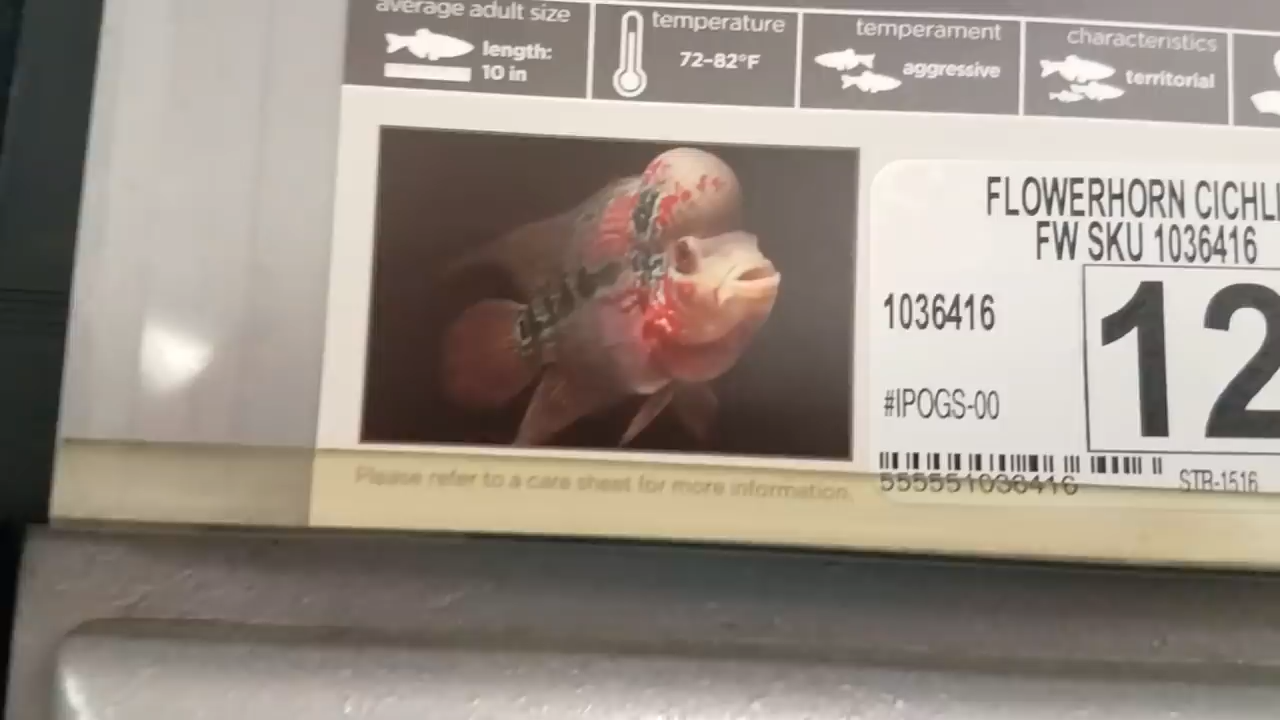 average adult size
length:
10 in
temperature
72-82°F
temperament
aggressive
characteristics
territorial
FLOWERHORN CICHLI
FW SKU 1036416
1036416
12
#IPOGS-00
555551036416
STR-1516
Please refer to a care sheet for more information.